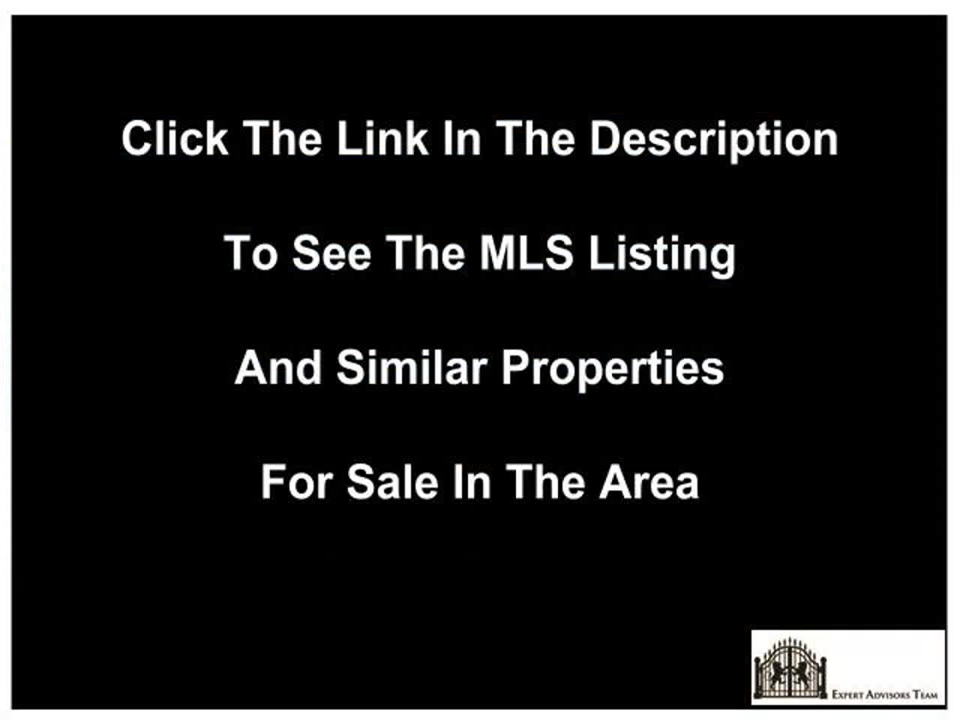 Click The Link In The Description
To See The MLS Listing
And Similar Properties
For Sale In The Area
Expert Advisors Team